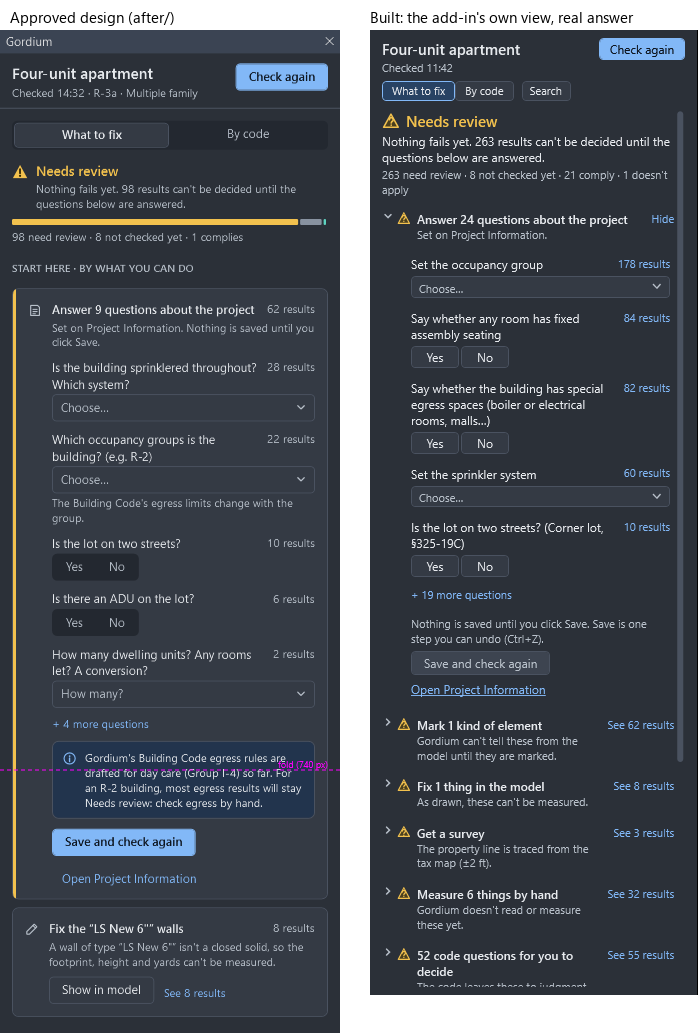 Approved design (after/)
Gordium
Four-unit apartment
Check again
Checked 14:32 · R-3a · Multiple family
What to fix
By code
Needs review
Nothing fails yet. 98 results can't be decided until the
questions below are answered.
98 need review · 8 not checked yet · 1 complies
START HERE · BY WHAT YOU CAN DO
Answer 9 questions about the project
62 results
Set on Project Information. Nothing is saved until you
click Save.
Is the building sprinklered throughout?
28 results
Which system?
Choose...
Which occupancy groups is the
22 results
building? (e.g. R-2)
Choose...
The Building Code's egress limits change with the
group.
Is the lot on two streets?
10 results
Yes
No
Is there an ADU on the lot?
6 results
Yes
No
How many dwelling units? Any rooms
2 results
let? A conversion?
How many?
+ 4 more questions
Gordium's Building Code egress rules are
fold (740 px)
drafted for day care (Group I-4) so far. For
an R-2 building, most egress results will stay
Needs review: check egress by hand.
Save and check again
Open Project Information
Fix the "LS New 6"" walls
8 results
A wall of type "LS New 6"" isn't a closed solid, so the
footprint, height and yards can't be measured.
Show in model
See 8 results
Built: the add-in's own view, real answer
Four-unit apartment
Check again
Checked 11:42
What to fix
By code
Search
Needs review
Nothing fails yet. 263 results can't be decided until the
questions below are answered.
263 need review · 8 not checked yet · 21 comply · 1 doesn't
apply
Answer 24 questions about the project
Hide
Set on Project Information.
Set the occupancy group
178 results
Choose...
Say whether any room has fixed
84 results
assembly seating
Yes
No
Say whether the building has special
82 results
egress spaces (boiler or electrical
rooms, malls...)
Yes
No
Set the sprinkler system
60 results
Choose...
Is the lot on two streets? (Corner lot,
10 results
§325-19C)
Yes
No
+ 19 more questions
Nothing is saved until you click Save. Save is one
step you can undo (Ctrl+Z).
Save and check again
Open Project Information
Mark 1 kind of element
See 62 results
Gordium can't tell these from the
model until they are marked.
Fix 1 thing in the model
See 8 results
As drawn, these can't be measured.
Get a survey
See 3 results
The property line is traced from the
tax map (±2 ft).
Measure 6 things by hand
See 32 results
Gordium doesn't read or measure
these yet.
52 code questions for you to
See 55 results
decide
The code leaves these to judgment